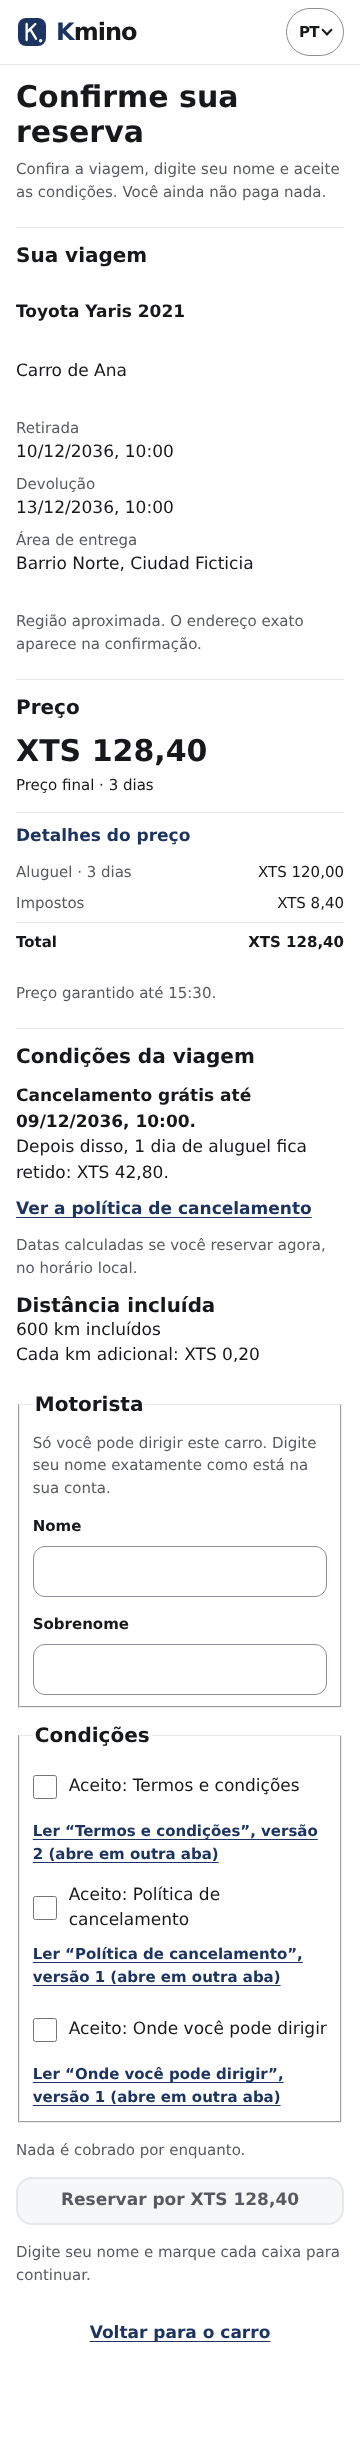 K. Kmino
PT
Confirme sua
reserva
Confira a viagem, digite seu nome e aceite
as condições. Você ainda não paga nada.
Sua viagem
Toyota Yaris 2021
Carro de Ana
Retirada
10/12/2036, 10:00
Devolução
13/12/2036, 10:00
Área de entrega
Barrio Norte, Ciudad Ficticia
Região aproximada. O endereço exato
aparece na confirmação.
Preço
XTS 128,40
Preço final · 3 dias
Detalhes do preço
Aluguel · 3 dias XTS 120,00
Impostos XTS 8,40
Total XTS 128,40
Preço garantido até 15:30.
Condições da viagem
Cancelamento grátis até
09/12/2036, 10:00.
Depois disso, 1 dia de aluguel fica
retido: XTS 42,80.
Ver a política de cancelamento
Datas calculadas se você reservar agora,
no horário local.
Distância incluída
600 km incluídos
Cada km adicional: XTS 0,20
Motorista
Só você pode dirigir este carro. Digite
seu nome exatamente como está na
sua conta.
Nome
Sobrenome
Condições
Aceito: Termos e condições
Ler “Termos e condições”, versão
2 (abre em outra aba)
Aceito: Política de
cancelamento
Ler “Política de cancelamento”,
versão 1 (abre em outra aba)
Aceito: Onde você pode dirigir
Ler “Onde você pode dirigir”,
versão 1 (abre em outra aba)
Nada é cobrado por enquanto.
Reservar por XTS 128,40
Digite seu nome e marque cada caixa para
continuar.
Voltar para o carro